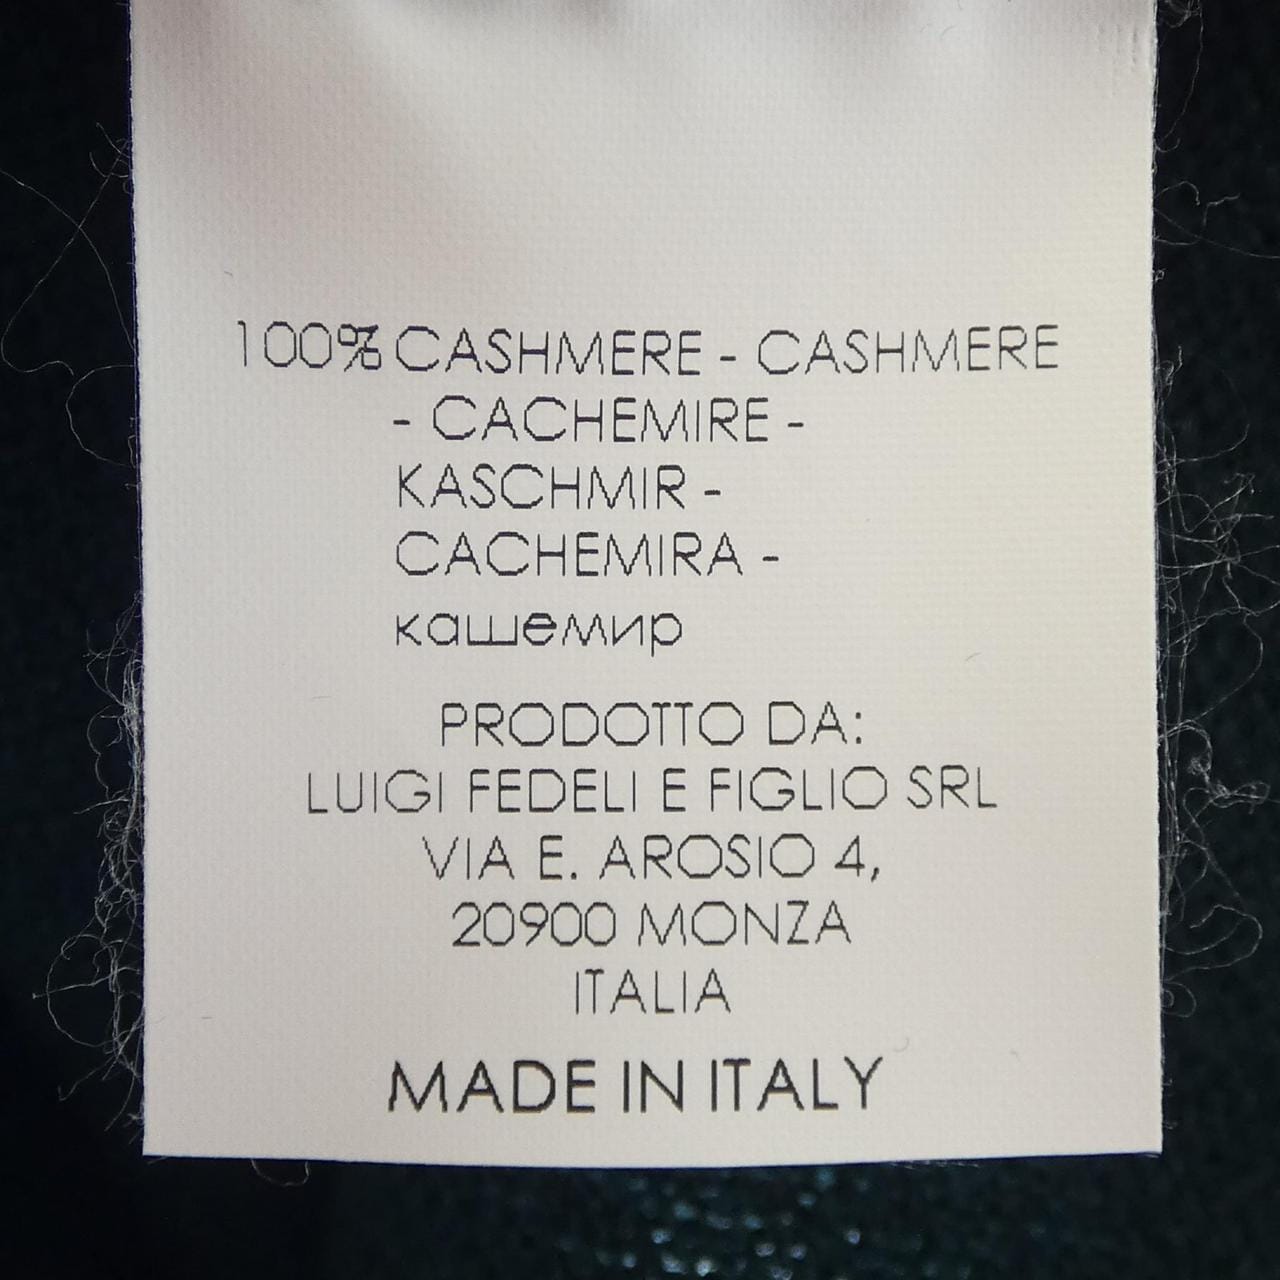 100% CASHMERE - CASHMERE
- CACHEMIRE -
KASCHMIR -
CACHEMIRA -
кашемир
PRODOTTO DA:
LUIGI FEDELI E FIGLIO SRL
VIA E. AROSIO 4,
20900 MONZA
ITALIA
MADE IN ITALY